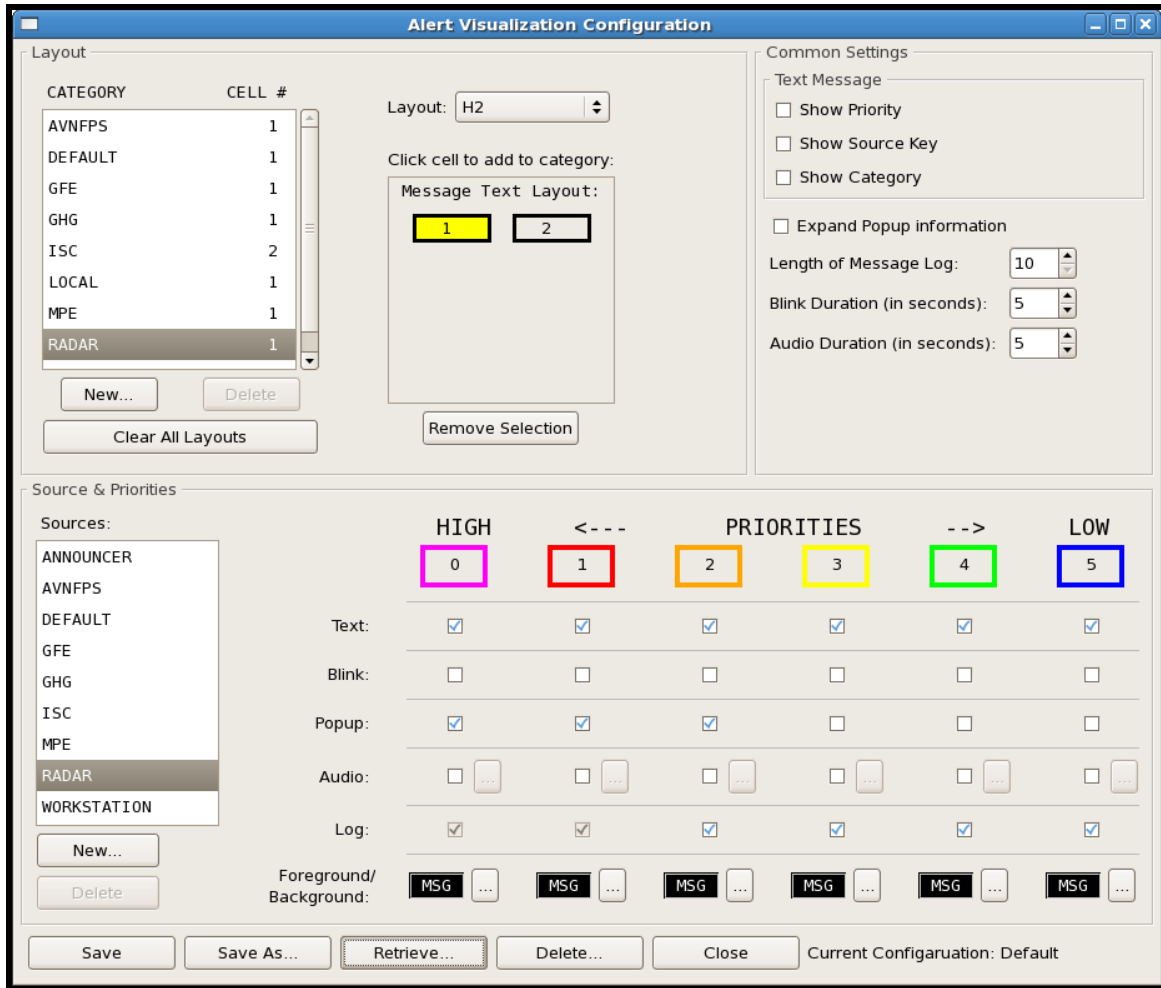 Alert Visualization Configuration
Layout
CATEGORY CELL #
AVNFPS 1
DEFAULT 1
GFE 1
GHG 1
ISC 2
LOCAL 1
MPE 1
RADAR 1
New... Delete
Clear All Layouts
Layout: H2
Click cell to add to category:
Message Text Layout:
1 2
Remove Selection
Common Settings
Text Message
Show Priority
Show Source Key
Show Category
Expand Popup information
Length of Message Log: 10
Blink Duration (in seconds): 5
Audio Duration (in seconds): 5
Source & Priorities
Sources:
ANNOUNCER
AVNFPS
DEFAULT
GFE
GHG
ISC
MPE
RADAR
WORKSTATION
New...
Delete
HIGH <--- PRIORITIES --> LOW
0 1 2 3 4 5
Text:
Blink:
Popup:
Audio: ... ... ... ... ... ...
Log:
Foreground/
Background: MSG ... MSG ... MSG ... MSG ... MSG ... MSG ...
Save Save As... Retrieve... Delete... Close Current Configaruation: Default